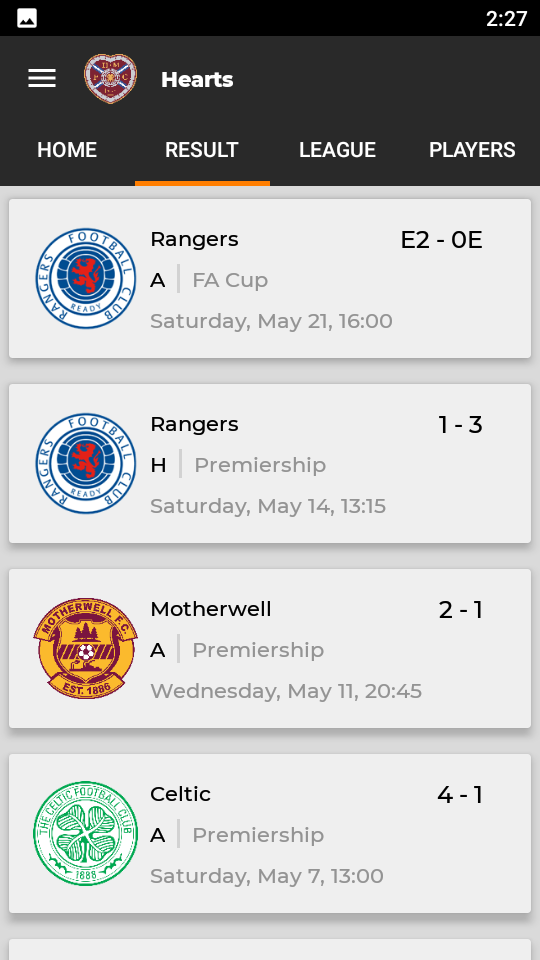 2:27
Hearts
HOME RESULT LEAGUE PLAYERS
RANGERS FOOTBALL CLUB
READY
Rangers E2 - 0E
A FA Cup
Saturday, May 21, 16:00
RANGERS FOOTBALL CLUB
READY
Rangers 1 - 3
H Premiership
Saturday, May 14, 13:15
MOTHERWELL F.C.
EST. 1886
Motherwell 2 - 1
A Premiership
Wednesday, May 11, 20:45
THE CELTIC FOOTBALL CLUB
1888
Celtic 4 - 1
A Premiership
Saturday, May 7, 13:00